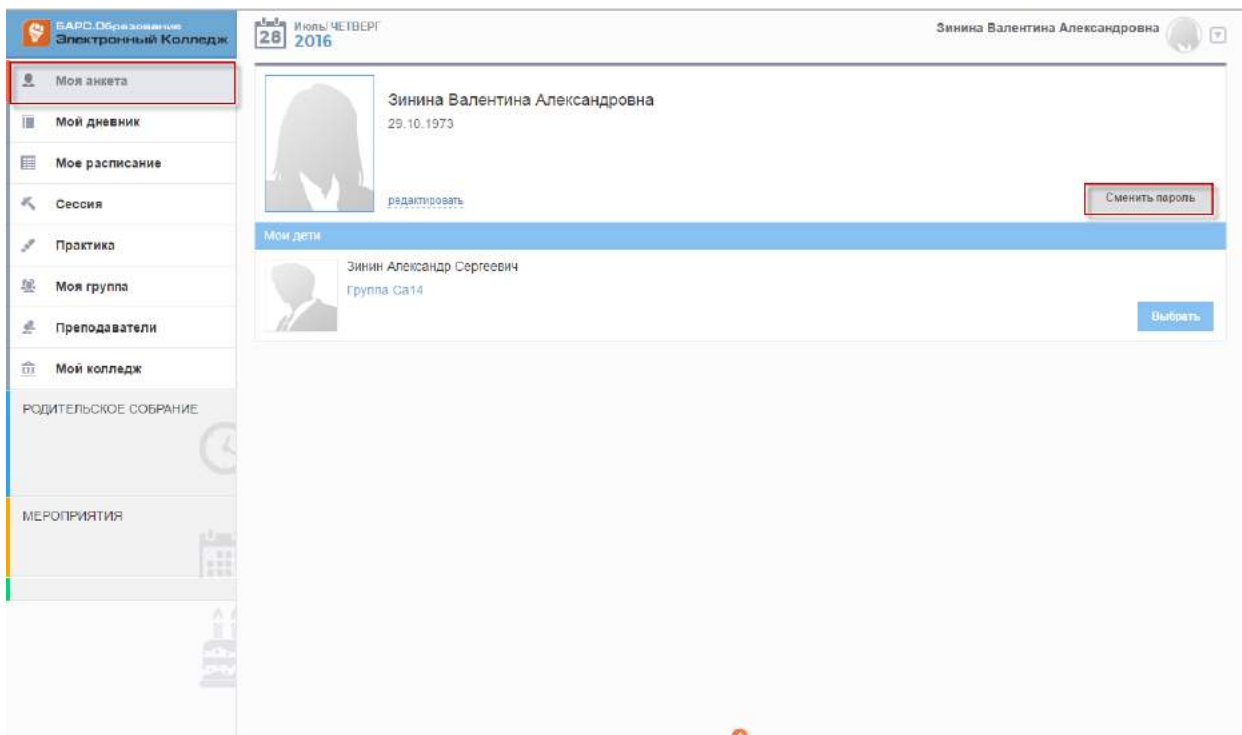 БАРС.Образование
Электронный Колледж
28
Июль/ЧЕТВЕРГ
2016
Зинина Валентина Александровна
Моя анкета
Мой дневник
Мое расписание
Сессия
Практика
Моя группа
Преподаватели
Мой колледж
РОДИТЕЛЬСКОЕ СОБРАНИЕ
МЕРОПРИЯТИЯ
Зинина Валентина Александровна
29.10.1973
редактировать
Сменить пароль
Мои дети
Зинин Александр Сергеевич
Группа Са14
Выбрать